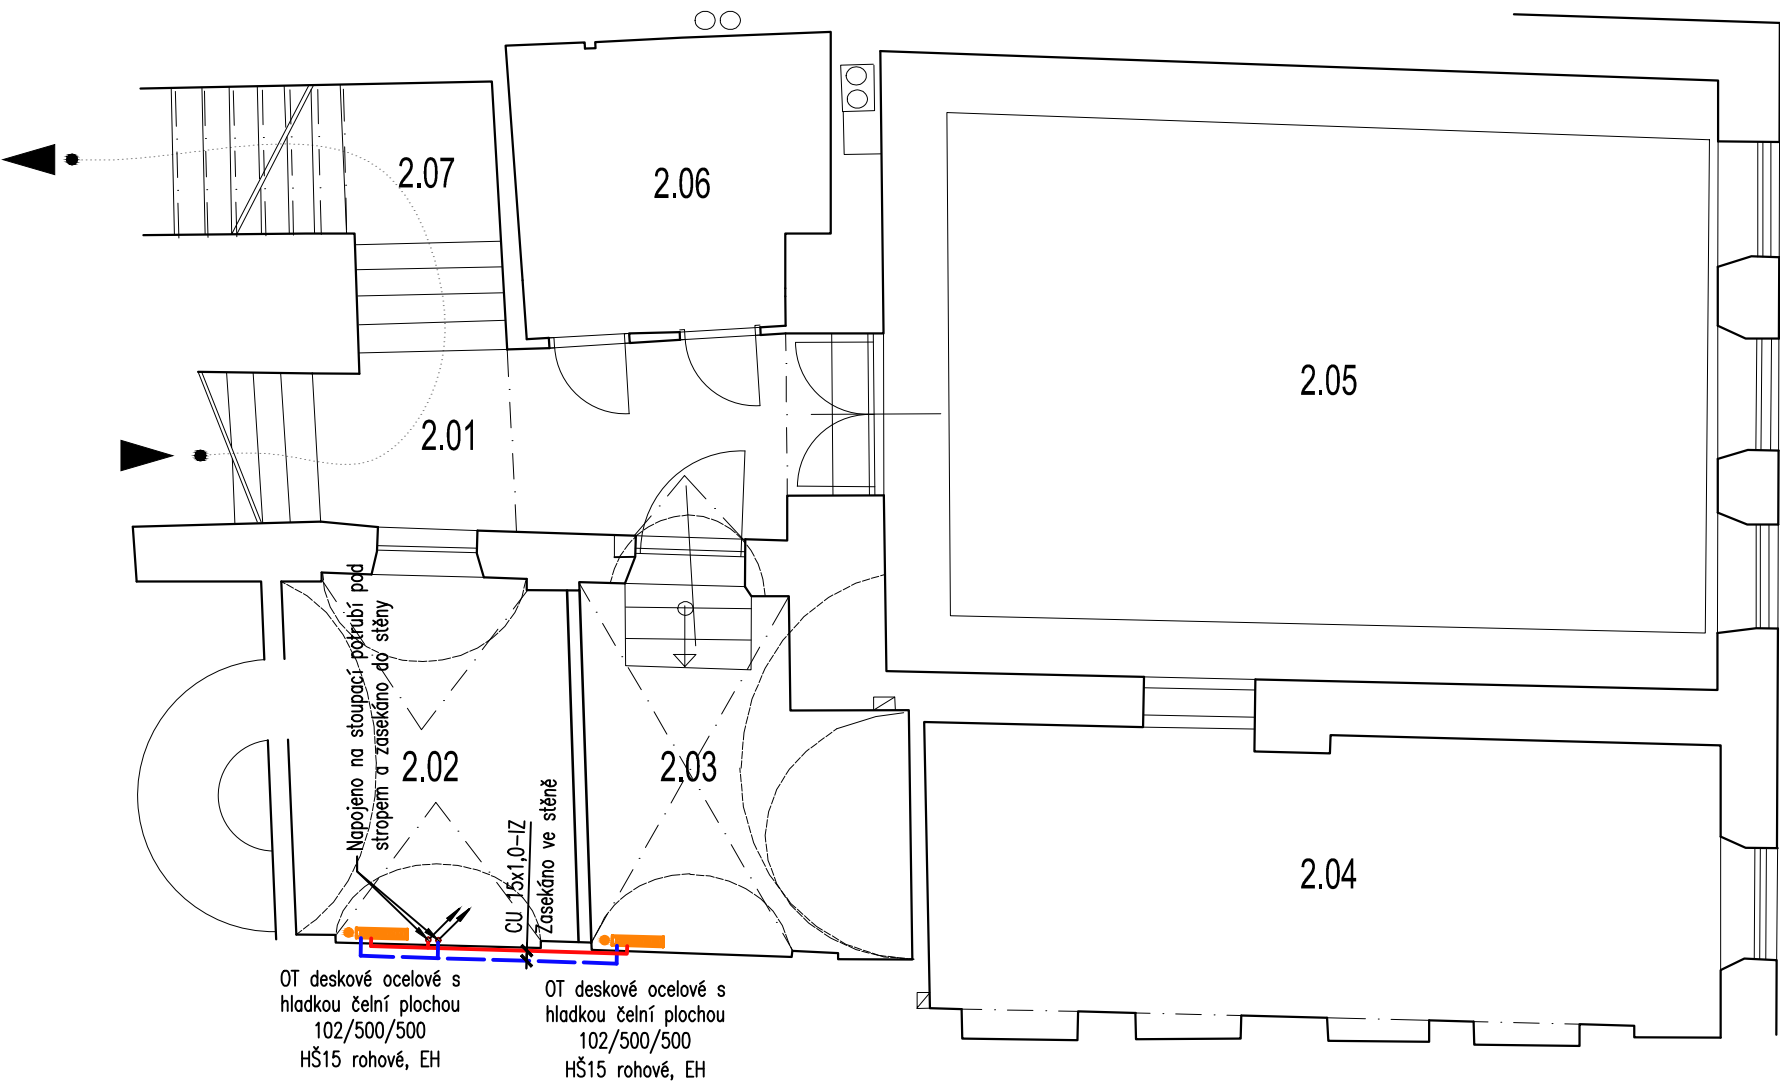 2.07
2.06
2.05
2.01
2.02
2.03
2.04
Napojeno na stoupací potrubí pod
stropem a zasekáno do stěny
CU 15x1,0-IZ
Zasekáno ve stěně
OT deskové ocelové s
hladkou čelní plochou
102/500/500
HŠ15 rohové, EH
OT deskové ocelové s
hladkou čelní plochou
102/500/500
HŠ15 rohové, EH